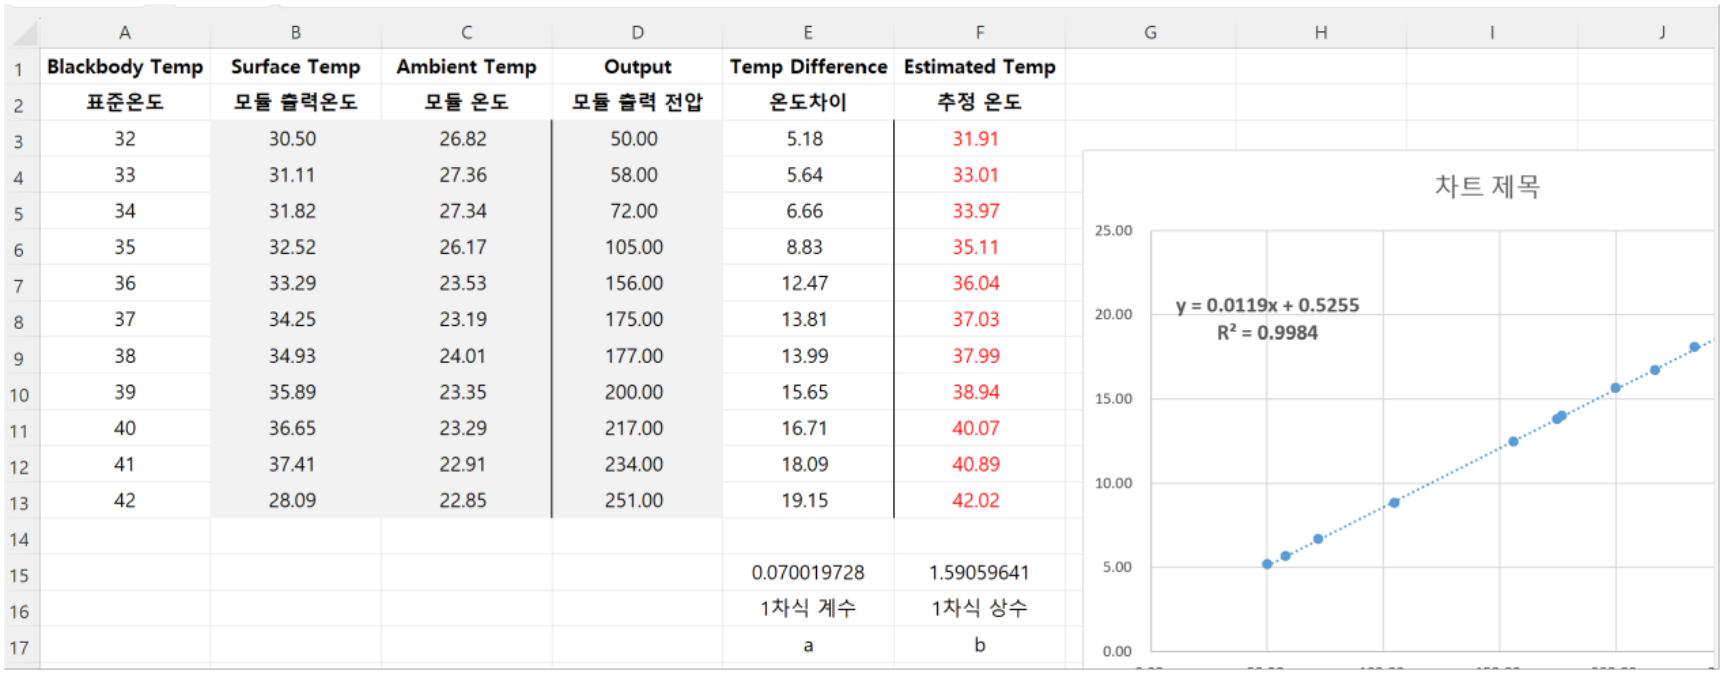 A B C D E F G H I J
1 Blackbody Temp Surface Temp Ambient Temp Output Temp Difference Estimated Temp
2 표준온도 모듈 출력온도 모듈 온도 모듈 출력 전압 온도차이 추정 온도
3 32 30.50 26.82 50.00 5.18 31.91
4 33 31.11 27.36 58.00 5.64 33.01
5 34 31.82 27.34 72.00 6.66 33.97
6 35 32.52 26.17 105.00 8.83 35.11
7 36 33.29 23.53 156.00 12.47 36.04
8 37 34.25 23.19 175.00 13.81 37.03
9 38 34.93 24.01 177.00 13.99 37.99
10 39 35.89 23.35 200.00 15.65 38.94
11 40 36.65 23.29 217.00 16.71 40.07
12 41 37.41 22.91 234.00 18.09 40.89
13 42 28.09 22.85 251.00 19.15 42.02
14
15 0.070019728 1.59059641
16 1차식 계수 1차식 상수
17 a b
차트 제목
25.00
y = 0.0119x + 0.5255
20.00
R² = 0.9984
15.00
10.00
5.00
0.00